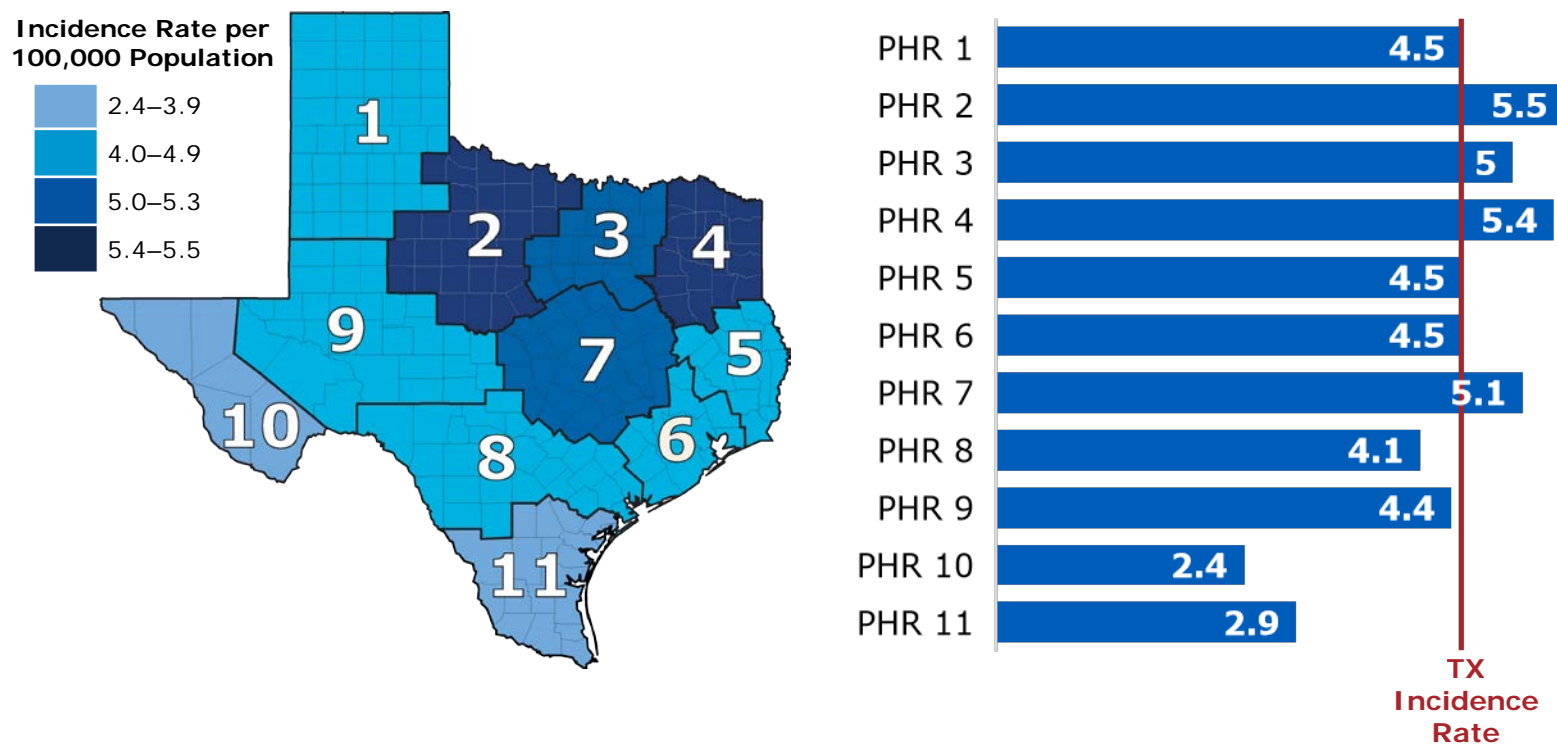 Incidence Rate per
100,000 Population
2.4–3.9
4.0–4.9
5.0–5.3
5.4–5.5
1
2
3
4
9
7
5
10
8
6
11
PHR 1 4.5
PHR 2 5.5
PHR 3 5
PHR 4 5.4
PHR 5 4.5
PHR 6 4.5
PHR 7 5.1
PHR 8 4.1
PHR 9 4.4
PHR 10 2.4
PHR 11 2.9
TX
Incidence
Rate